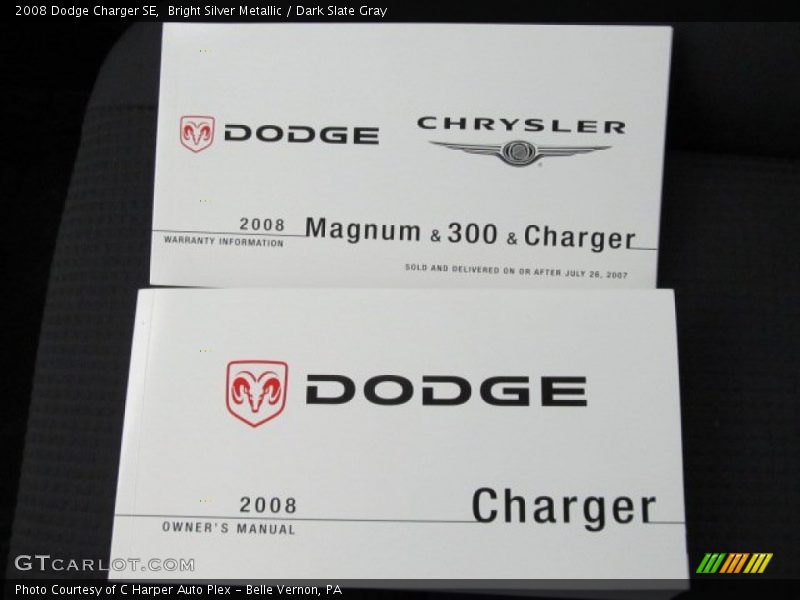 2008 Dodge Charger SE,  Bright Silver Metallic / Dark Slate Gray
DODGE
CHRYSLER
2008 Magnum & 300 & Charger
WARRANTY INFORMATION
SOLD AND DELIVERED ON OR AFTER JULY 26, 2007
DODGE
2008 Charger
OWNER'S MANUAL
GTCARLOT.COM
Photo Courtesy of C Harper Auto Plex - Belle Vernon, PA